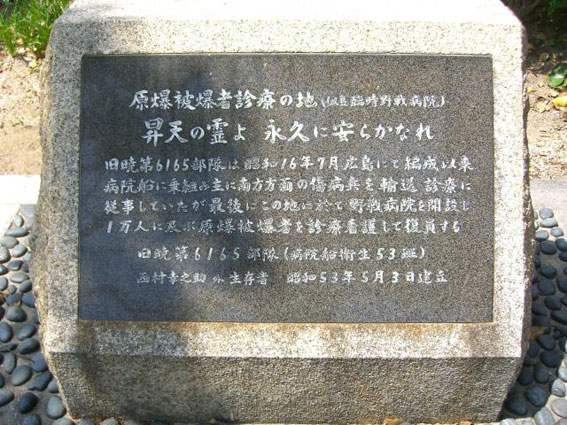 原爆被爆者診療の地(似島臨時野戦病院)
昇天の霊よ 永久に安らかなれ
旧暁第6165部隊は昭和16年7月広島にて編成以来
病院船に乗組み主に南方方面の傷病兵を輸送 診療に
従事していたが最後にこの地に於て野戦病院を開設し
1万人に及ぶ原爆被爆者を診療看護して復員する
旧暁第6165部隊(病院船衛生53班)
西村幸之助 外生存者 昭和53年5月3日建立